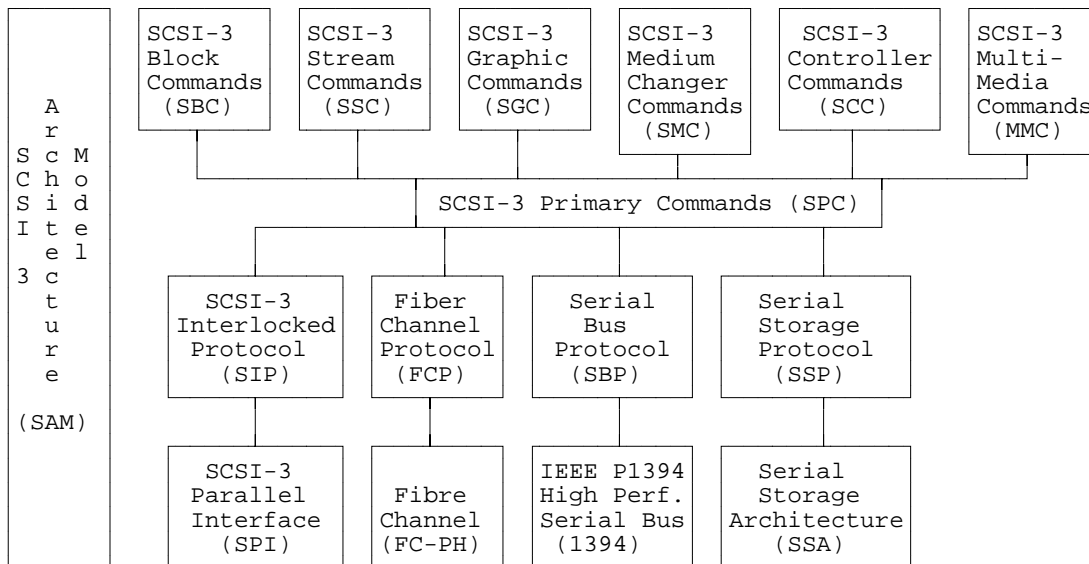 SCSI 3
Architecture
Model
(SAM)
SCSI-3
Block
Commands
(SBC)
SCSI-3
Stream
Commands
(SSC)
SCSI-3
Graphic
Commands
(SGC)
SCSI-3
Medium
Changer
Commands
(SMC)
SCSI-3
Controller
Commands
(SCC)
SCSI-3
Multi-
Media
Commands
(MMC)
SCSI-3 Primary Commands (SPC)
SCSI-3
Interlocked
Protocol
(SIP)
Fiber
Channel
Protocol
(FCP)
Serial
Bus
Protocol
(SBP)
Serial
Storage
Protocol
(SSP)
SCSI-3
Parallel
Interface
(SPI)
Fibre
Channel
(FC-PH)
IEEE P1394
High Perf.
Serial Bus
(1394)
Serial
Storage
Architecture
(SSA)